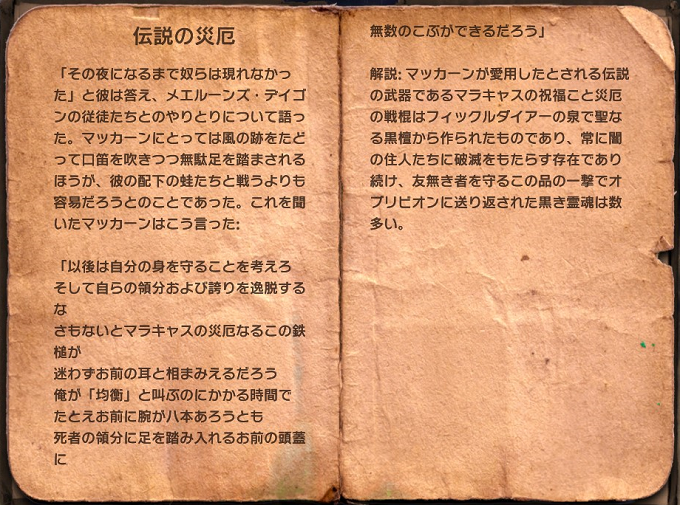 伝説の災厄
「その夜になるまで奴らは現れなかっ
た」と彼は答え、メエルーンズ・デイゴ
ンの従徒たちとのやりとりについて語っ
た。マッカーンにとっては風の跡をたど
って口笛を吹きつつ無駄足を踏まされる
ほうが、彼の配下の蛙たちと戦うよりも
容易だろうとのことであった。これを聞
いたマッカーンはこう言った:
「以後は自分の身を守ることを考えろ
そして自らの領分および誇りを逸脱する
な
さもないとマラキャスの災厄なるこの鉄
槌が
迷わずお前の耳と相まみえるだろう
俺が「均衡」と叫ぶのにかかる時間で
たとえお前に腕が八本あろうとも
死者の領分に足を踏み入れるお前の頭蓋
に
無数のこぶができるだろう」
解説: マッカーンが愛用したとされる伝説
の武器であるマラキャスの祝福こと災厄
の戦棍はフィックルダイアーの泉で聖な
る黒檀から作られたものであり、常に闇
の住人たちに破滅をもたらす存在であり
続け、友無き者を守るこの品の一撃でオ
ブリビオンに送り返された黒き霊魂は数
多い。